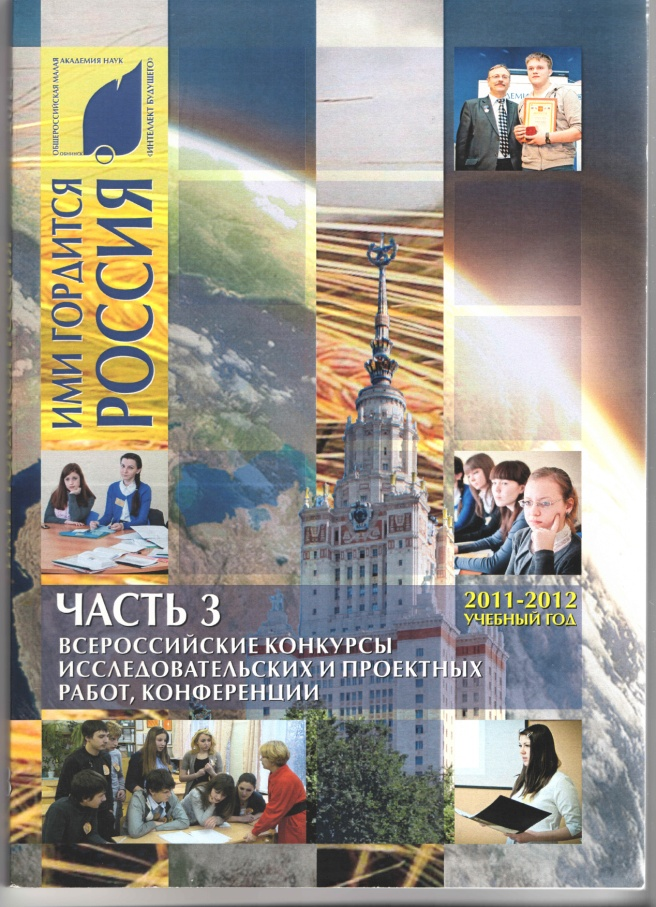 ОБЩЕРОССИЙСКАЯ МАЛАЯ
АКАДЕМИЯ НАУК
«ИНТЕЛЛЕКТ БУДУЩЕГО»
ОБНИНСК
ИМИ ГОРДИТСЯ
РОССИЯ
ЧАСТЬ 3
2011-2012
УЧЕБНЫЙ ГОД
ВСЕРОССИЙСКИЕ КОНКУРСЫ
ИССЛЕДОВАТЕЛЬСКИХ И ПРОЕКТНЫХ
РАБОТ, КОНФЕРЕНЦИИ